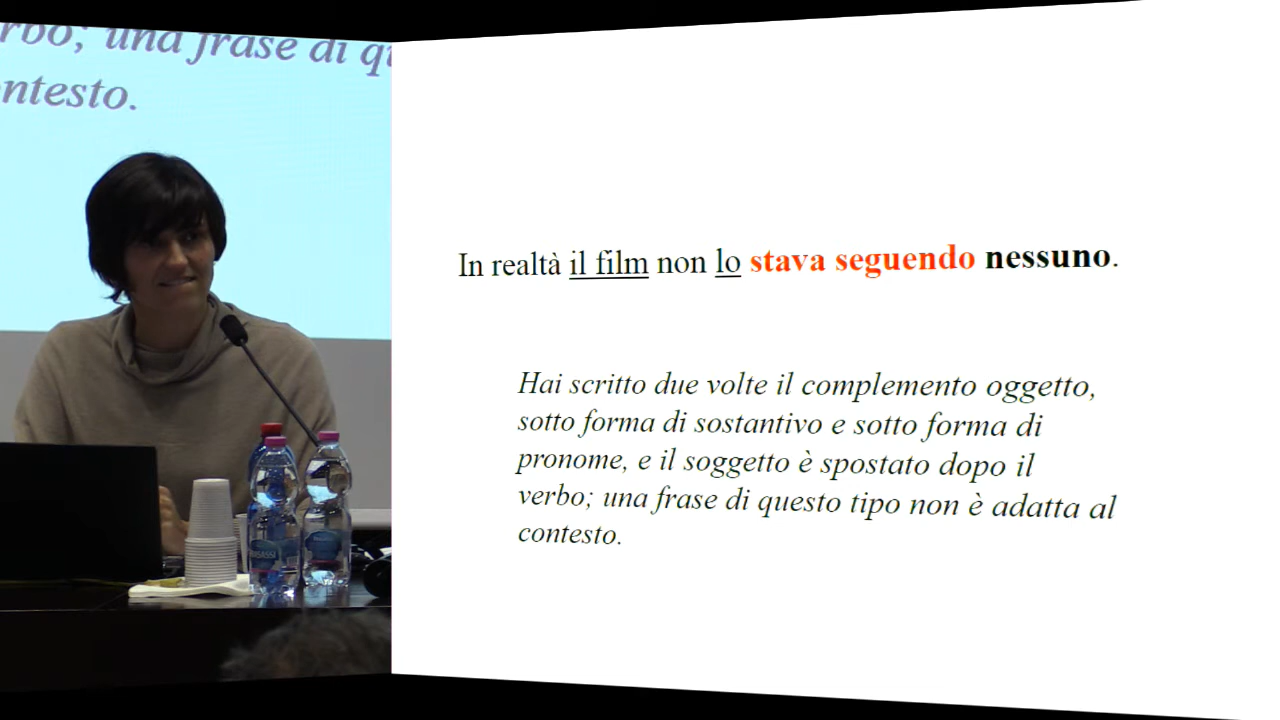 rbo; una frase di qu
ntesto.
In realtà il film non lo stava seguendo nessuno.
Hai scritto due volte il complemento oggetto,
sotto forma di sostantivo e sotto forma di
pronome, e il soggetto è spostato dopo il
verbo; una frase di questo tipo non è adatta al
contesto.